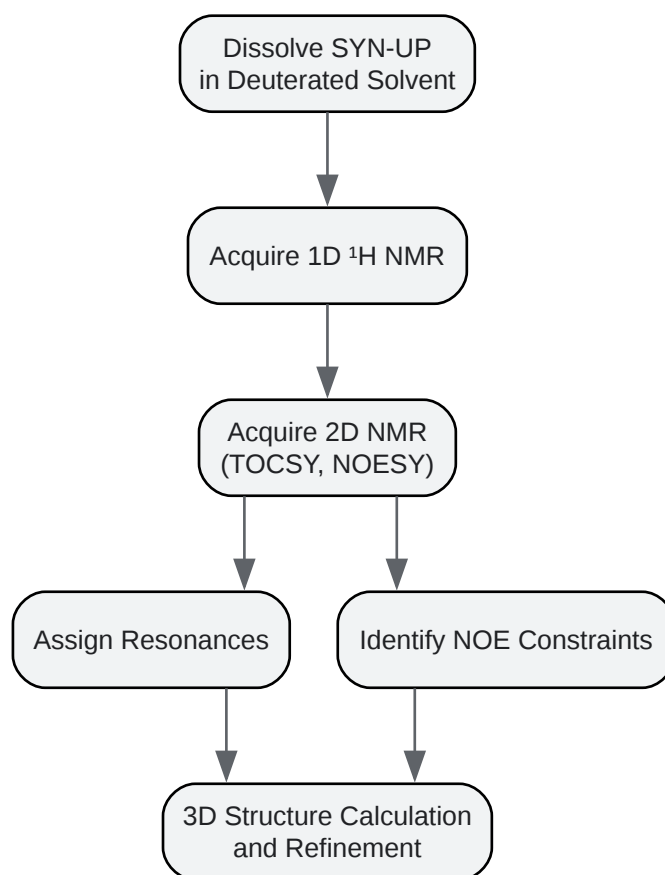 Dissolve SYN-UP
in Deuterated Solvent
Acquire 1D ¹H NMR
Acquire 2D NMR
(TOCSY, NOESY)
Assign Resonances
Identify NOE Constraints
3D Structure Calculation
and Refinement